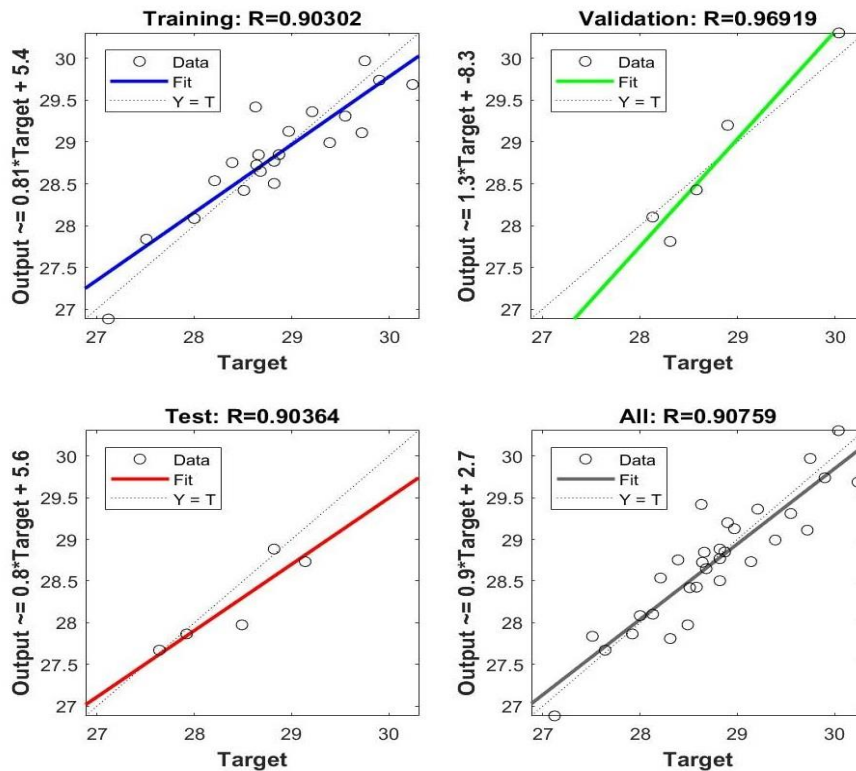 Training: R=0.90302
Output ~= 0.81*Target + 5.4
30
29.5
29
28.5
28
27.5
27
Data
Fit
Y = T
27
28
29
30
Target
Validation: R=0.96919
Output ~= 1.3*Target + -8.3
30
29.5
29
28.5
28
27.5
27
Data
Fit
Y = T
27
28
29
30
Target
Test: R=0.90364
Output ~= 0.8*Target + 5.6
30
29.5
29
28.5
28
27.5
27
Data
Fit
Y = T
27
28
29
30
Target
All: R=0.90759
Output ~= 0.9*Target + 2.7
30
29.5
29
28.5
28
27.5
27
Data
Fit
Y = T
27
28
29
30
Target